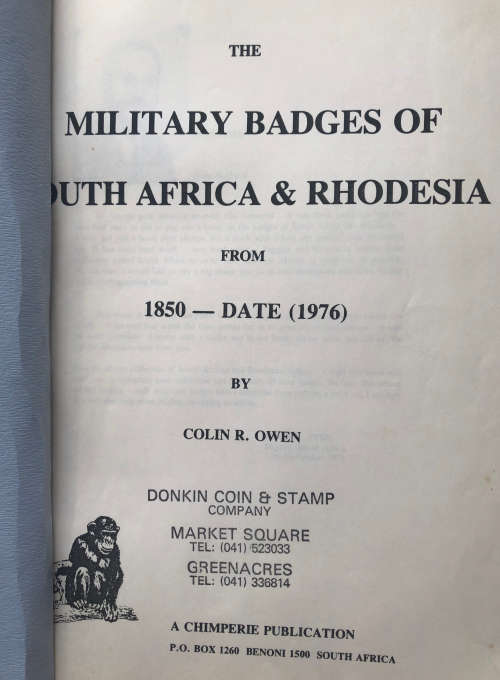 THE
MILITARY BADGES OF
OUTH AFRICA & RHODESIA
FROM
1850 — DATE (1976)
BY
COLIN R. OWEN
DONKIN COIN & STAMP
COMPANY
MARKET SQUARE
TEL: (041) 523033
GREENACRES
TEL: (041) 336814
A CHIMPERIE PUBLICATION
P.O. BOX 1260 BENONI 1500 SOUTH AFRICA